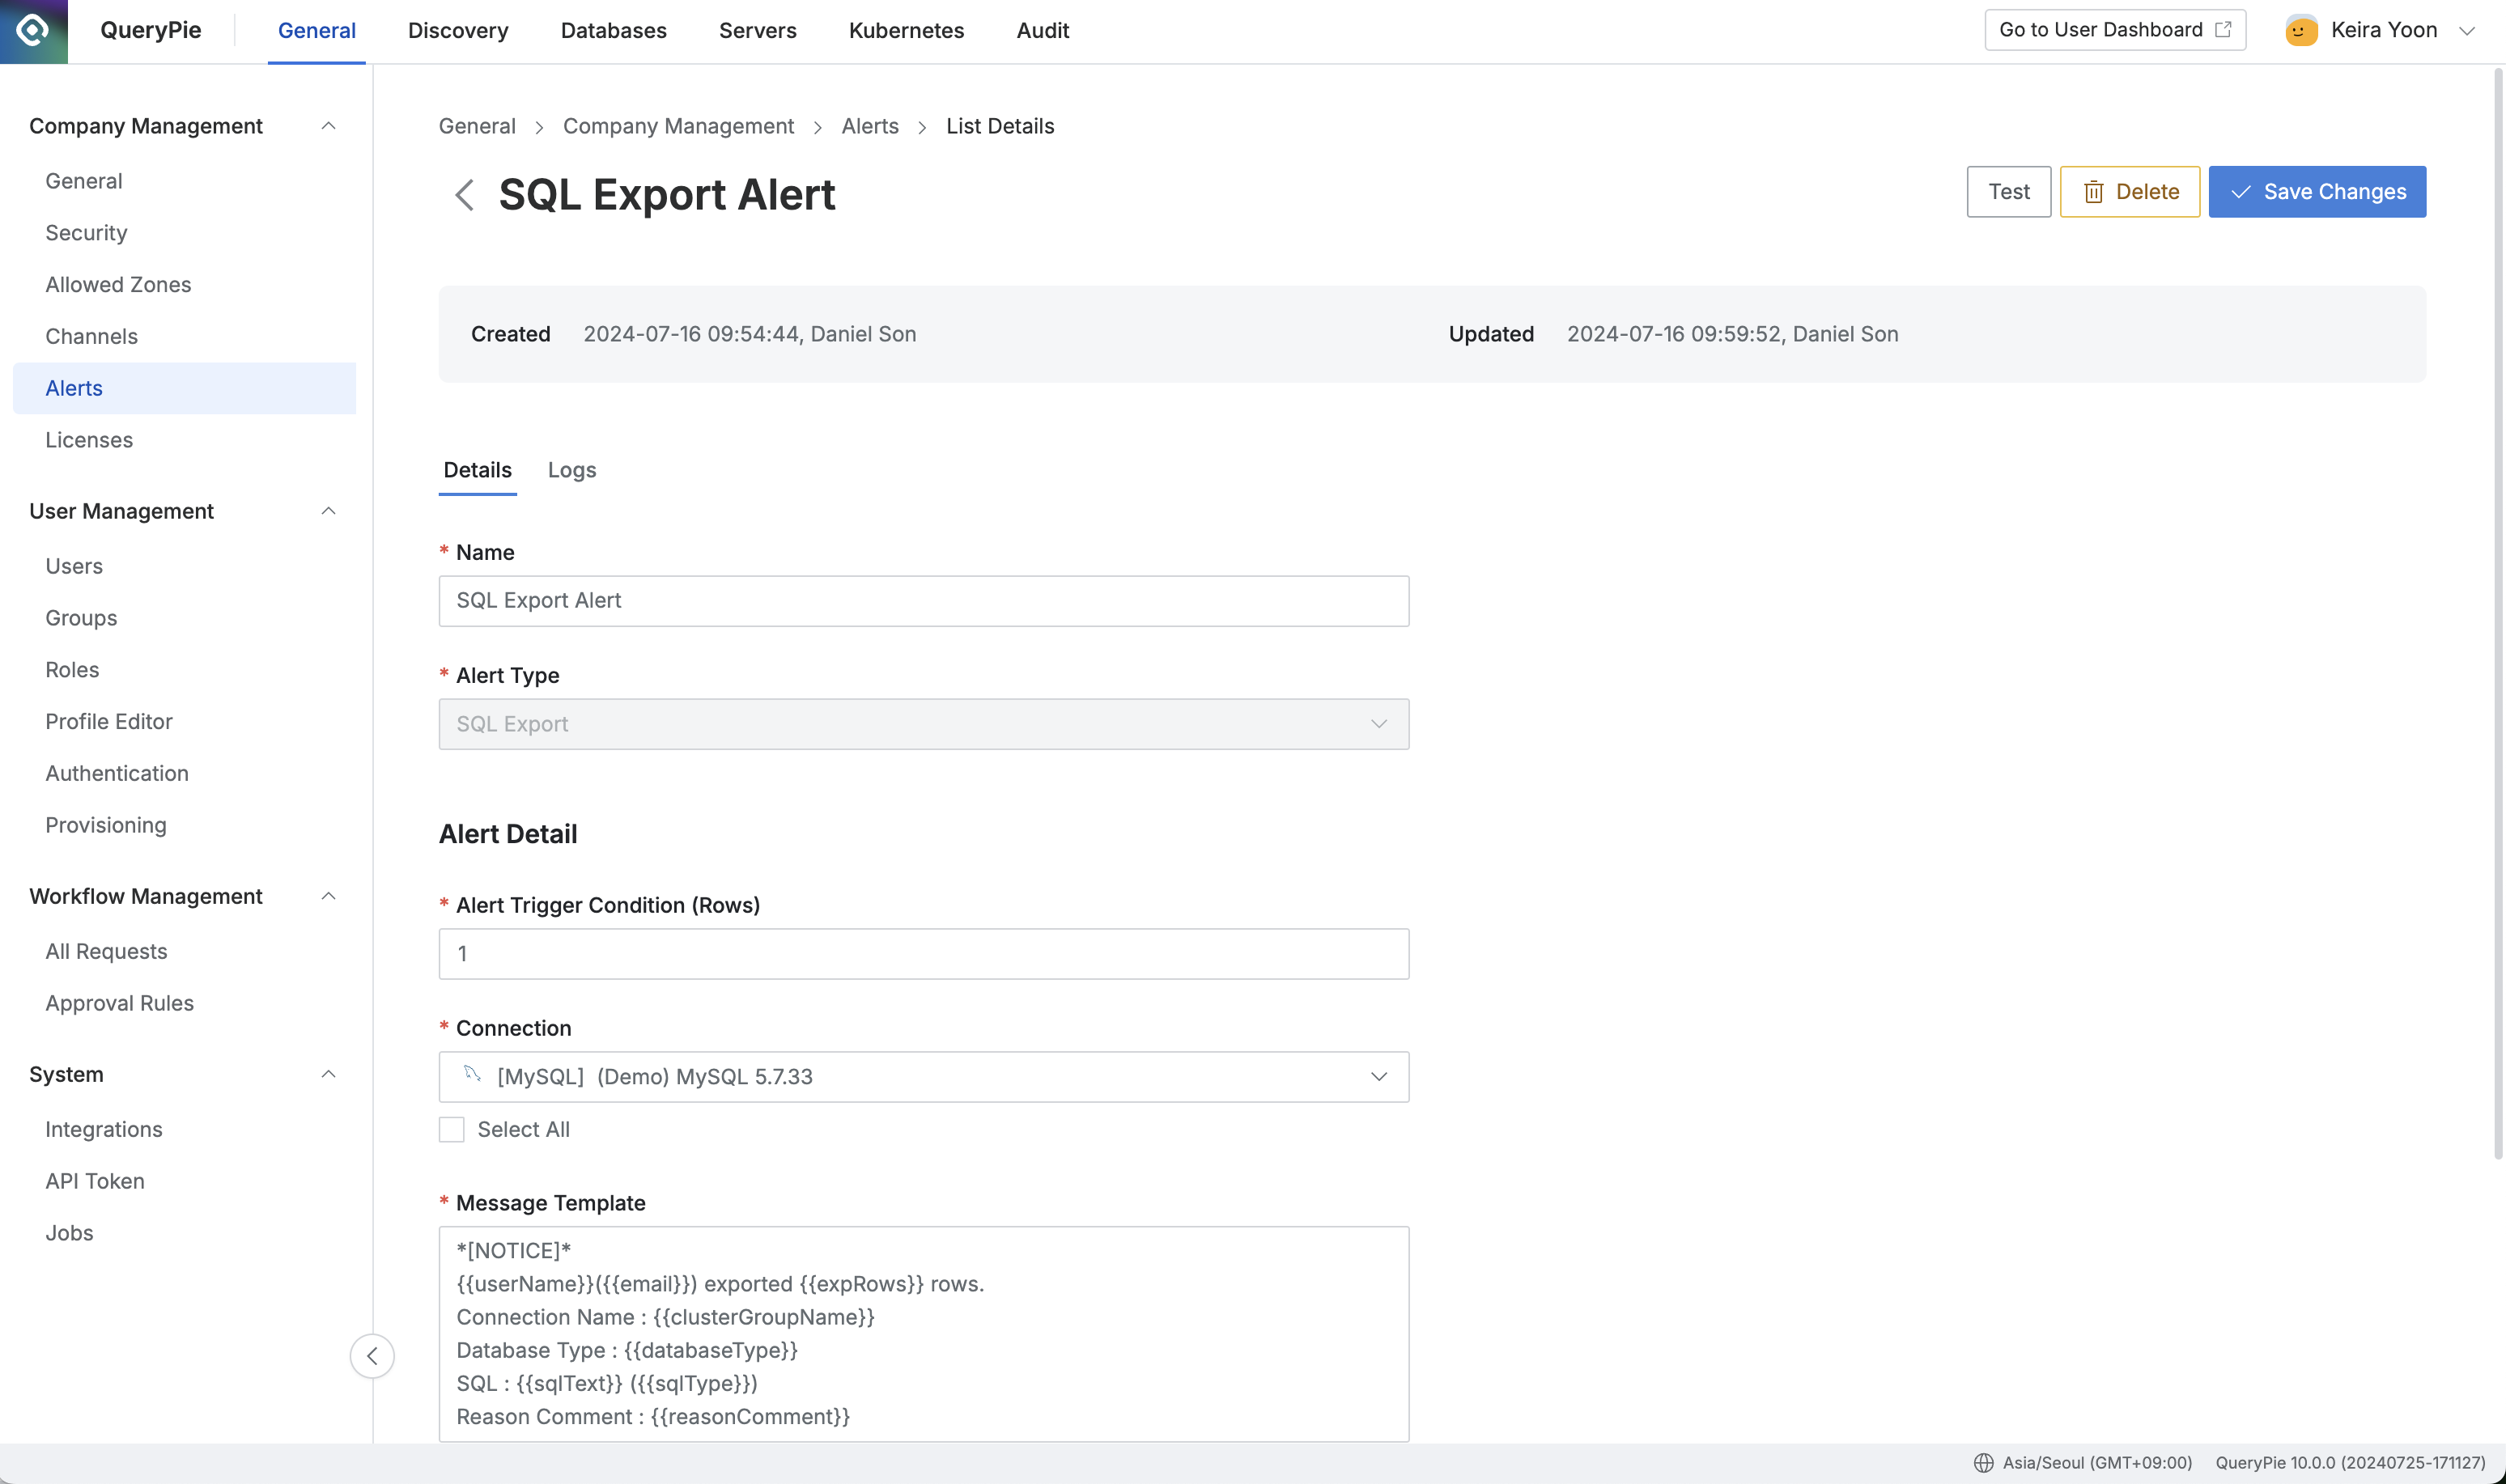 QueryPie
General
Discovery
Databases
Servers
Kubernetes
Audit
Go to User Dashboard
Keira Yoon
Company Management
General
Security
Allowed Zones
Channels
Alerts
Licenses
User Management
Users
Groups
Roles
Profile Editor
Authentication
Provisioning
Workflow Management
All Requests
Approval Rules
System
Integrations
API Token
Jobs
General > Company Management > Alerts > List Details
SQL Export Alert
Test
Delete
Save Changes
Created 2024-07-16 09:54:44, Daniel Son
Updated 2024-07-16 09:59:52, Daniel Son
Details
Logs
* Name
SQL Export Alert
* Alert Type
SQL Export
Alert Detail
* Alert Trigger Condition (Rows)
1
* Connection
[MySQL] (Demo) MySQL 5.7.33
Select All
* Message Template
*[NOTICE]*
{{userName}}({{email}}) exported {{expRows}} rows.
Connection Name : {{clusterGroupName}}
Database Type : {{databaseType}}
SQL : {{sqlText}} ({{sqlType}})
Reason Comment : {{reasonComment}}
Asia/Seoul (GMT+09:00)
QueryPie 10.0.0 (20240725-171127)